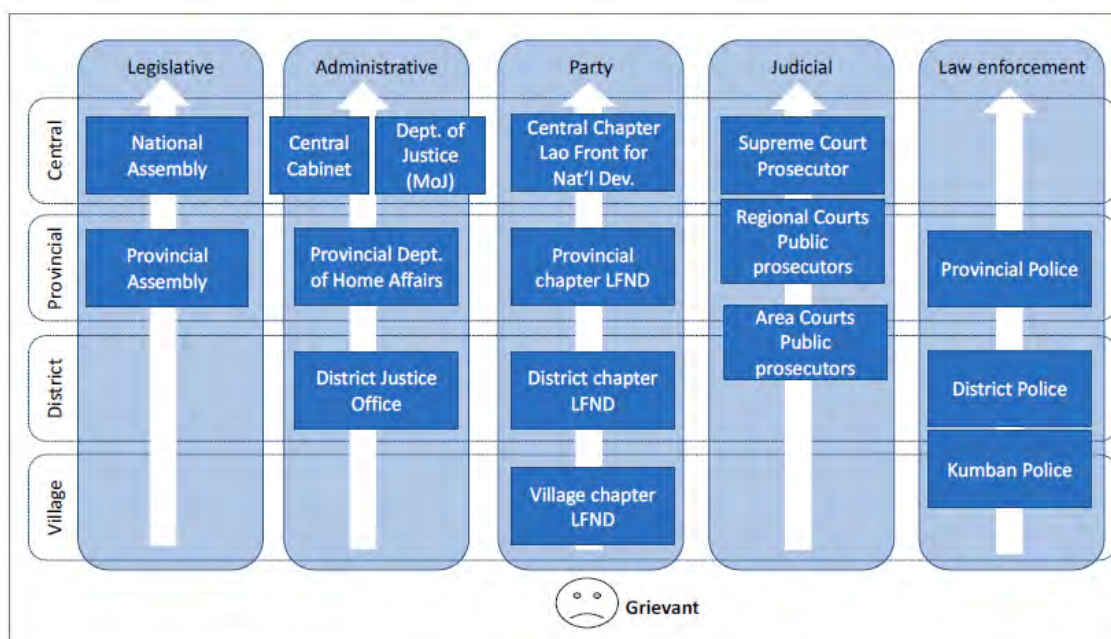 Legislative
Administrative
Party
Judicial
Law enforcement
Central
National
Assembly
Central
Cabinet
Dept. of
Justice
(MoJ)
Central Chapter
Lao Front for
Nat'l Dev.
Supreme Court
Prosecutor
Provincial
Provincial
Assembly
Provincial Dept.
of Home Affairs
Provincial
chapter LFND
Regional Courts
Public
prosecutors
Provincial Police
District
District Justice
Office
District chapter
LFND
Area Courts
Public
prosecutors
District Police
Village
Village chapter
LFND
Kumban Police
Grievant